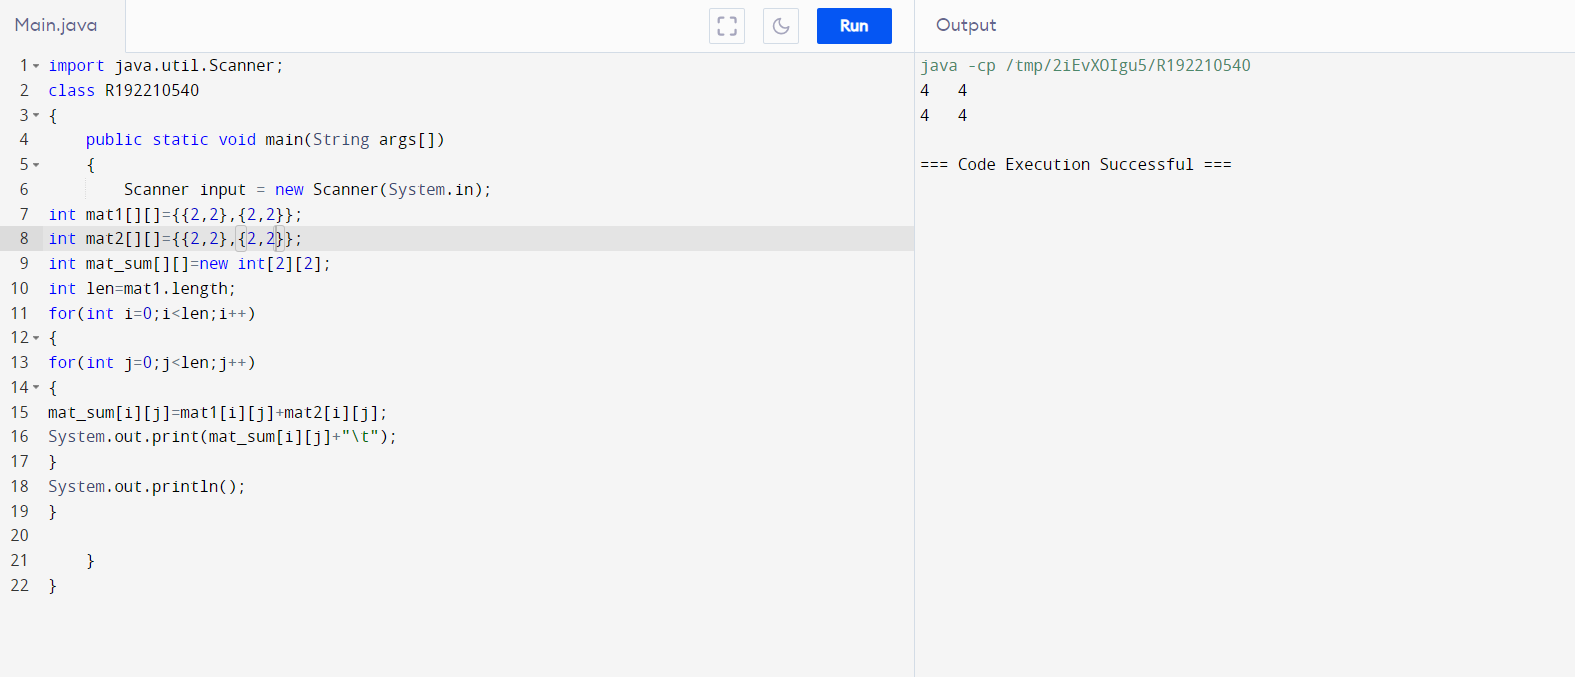 Main.java
Run
Output
1 import java.util.Scanner;
2 class R192210540
3 {
4     public static void main(String args[])
5     {
6         Scanner input = new Scanner(System.in);
7 int mat1[][]={{2,2},{2,2}};
8 int mat2[][]={{2,2},{2,2}};
9 int mat_sum[][]=new int[2][2];
10 int len=mat1.length;
11 for(int i=0;i<len;i++)
12 {
13 for(int j=0;j<len;j++)
14 {
15 mat_sum[i][j]=mat1[i][j]+mat2[i][j];
16 System.out.print(mat_sum[i][j]+"\t");
17 }
18 System.out.println();
19 }
20
21     }
22 }
java -cp /tmp/2iEvXOIgu5/R192210540
4   4
4   4
=== Code Execution Successful ===